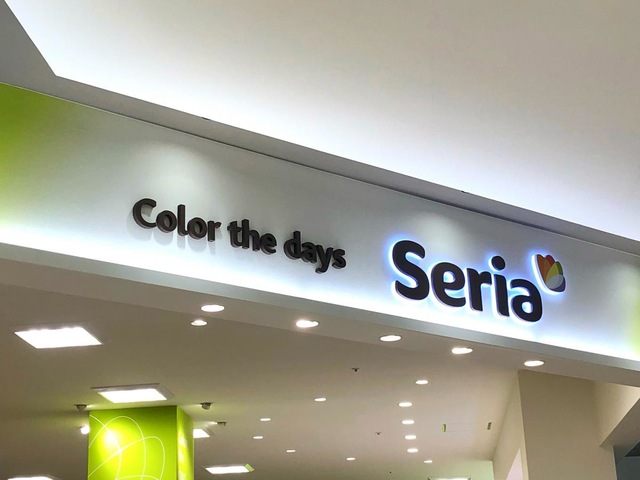 Color the days
Seria